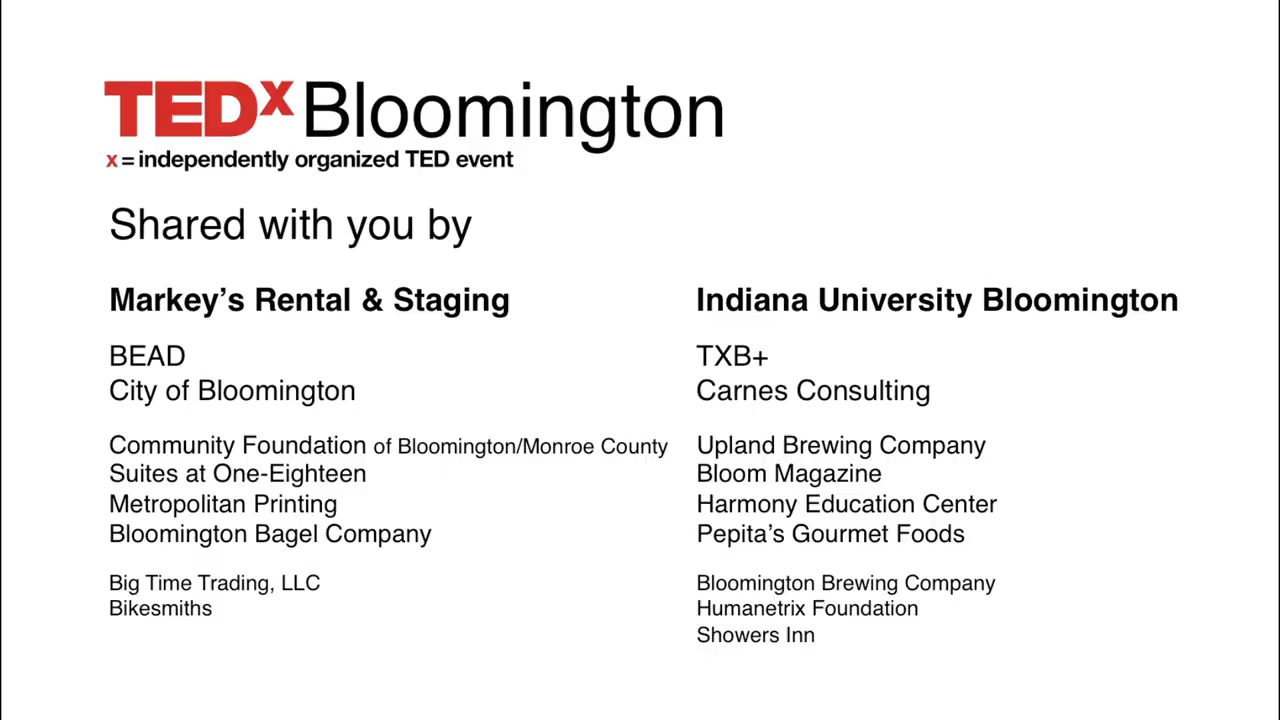 TEDx Bloomington
x = independently organized TED event
Shared with you by
Markey’s Rental & Staging
BEAD
City of Bloomington
Community Foundation of Bloomington/Monroe County
Suites at One-Eighteen
Metropolitan Printing
Bloomington Bagel Company
Big Time Trading, LLC
Bikesmiths
Indiana University Bloomington
TXB+
Carnes Consulting
Upland Brewing Company
Bloom Magazine
Harmony Education Center
Pepita’s Gourmet Foods
Bloomington Brewing Company
Humanetrix Foundation
Showers Inn